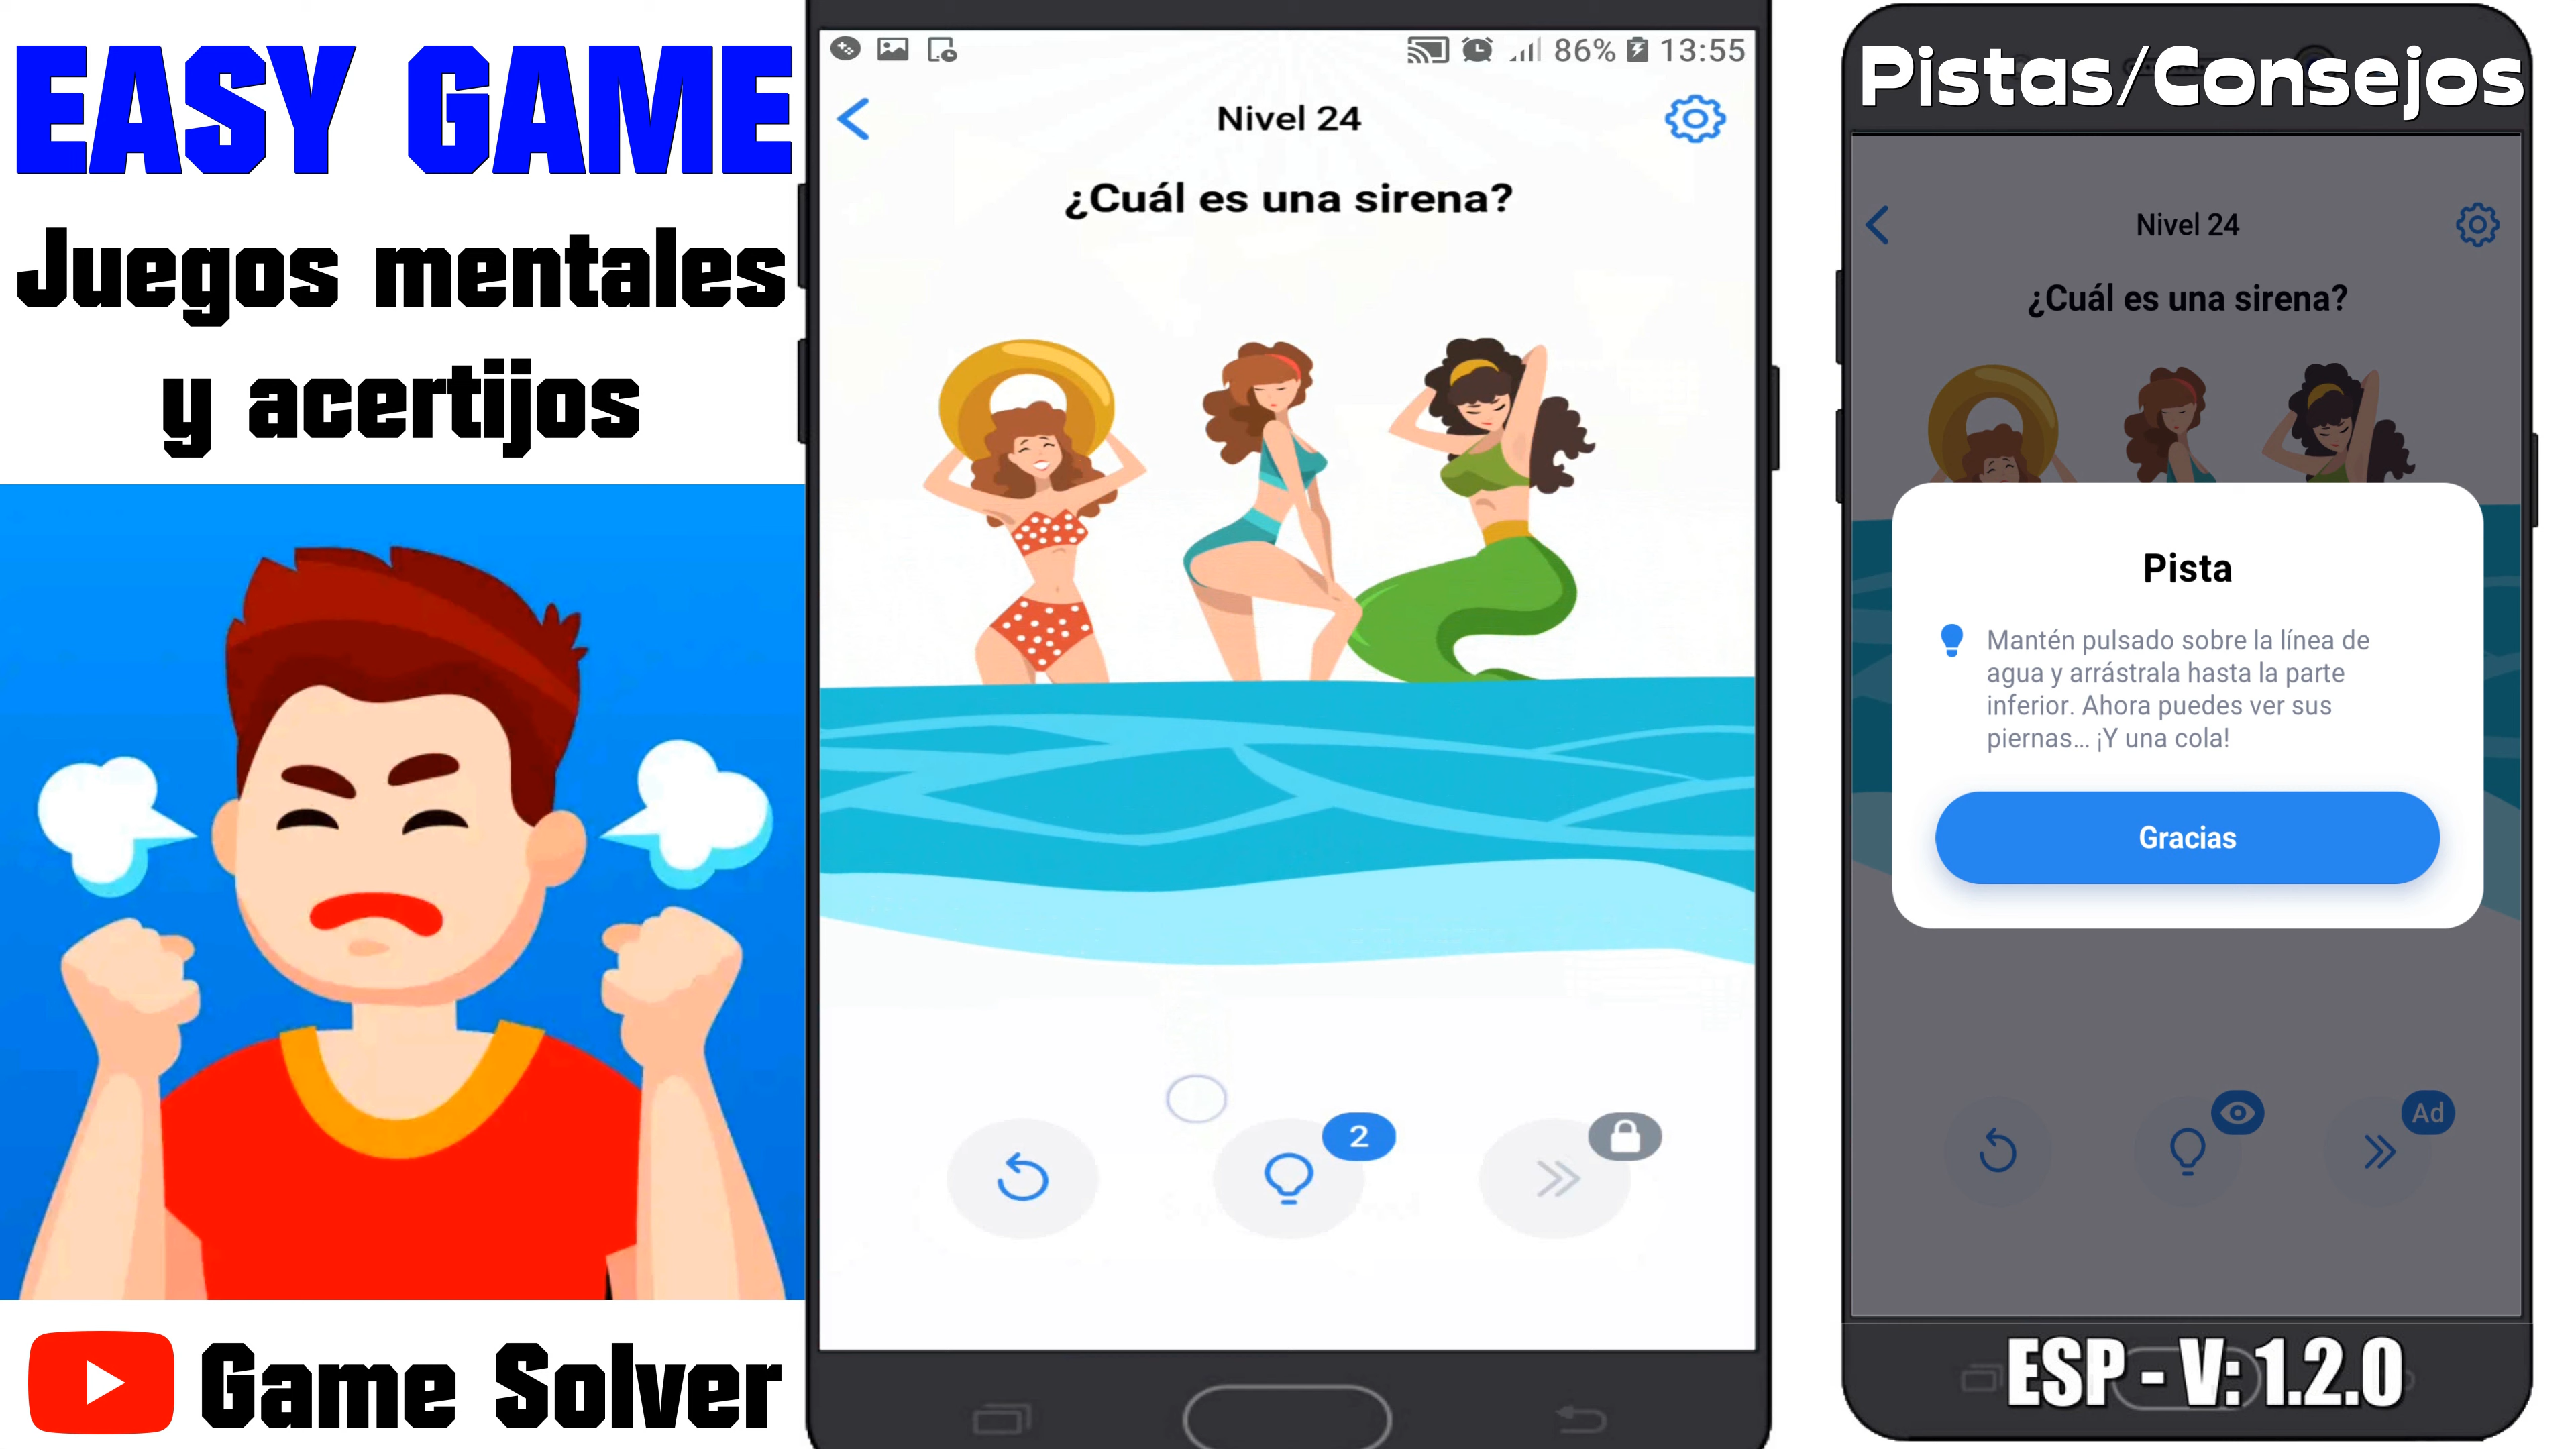 EASY GAME
Juegos mentales
y acertijos
Game Solver
86% 13:55
Nivel 24
¿Cuál es una sirena?
2
Pistas/Consejos
Nivel 24
¿Cuál es una sirena?
Pista
Mantén pulsado sobre la línea de
agua y arrástrala hasta la parte
inferior. Ahora puedes ver sus
piernas... ¡Y una cola!
Gracias
Ad
ESP - V: 1.2.0